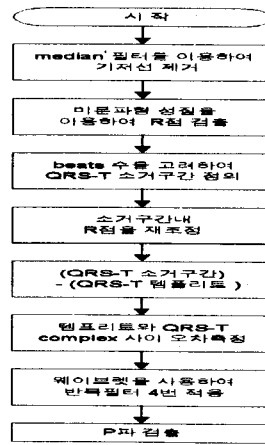 시 작
median' 필터를 이용하여
기저선 제거
미분파형 성질을
이용하여 R점 검출
beats 수를 고려하여
QRS-T 소거구간 정의
소거구간내
R점을 재조정
(QRS-T 소거구간)
- (QRS-T 템플리트 )
템프리트와 QRS-T
complex 사이 오차측정
웨이브렛을 사용하여
반복필터 4번 적용
P파 검출